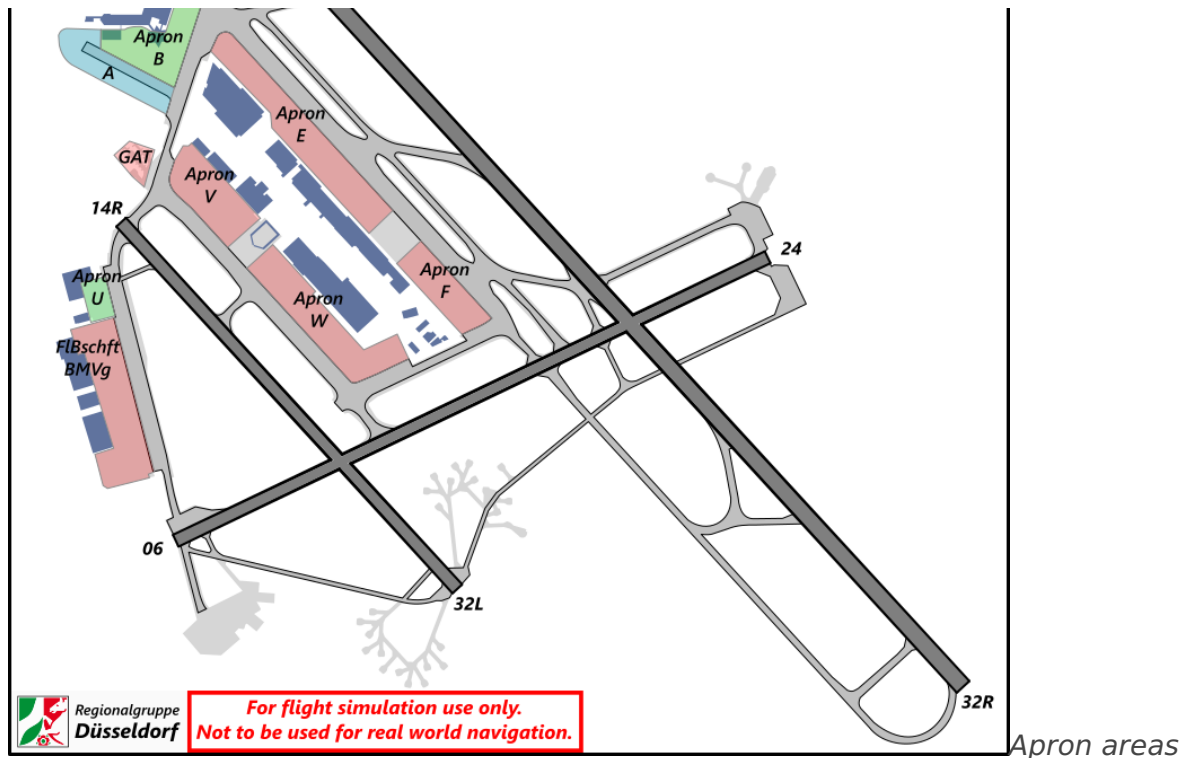 Apron
B
A
Apron
E
GAT
Apron
V
14R
24
Apron
U
Apron
F
Apron
W
FlBschft
BMVg
06
32L
32R
Regionalgruppe
Düsseldorf
For flight simulation use only.
Not to be used for real world navigation.
Apron areas